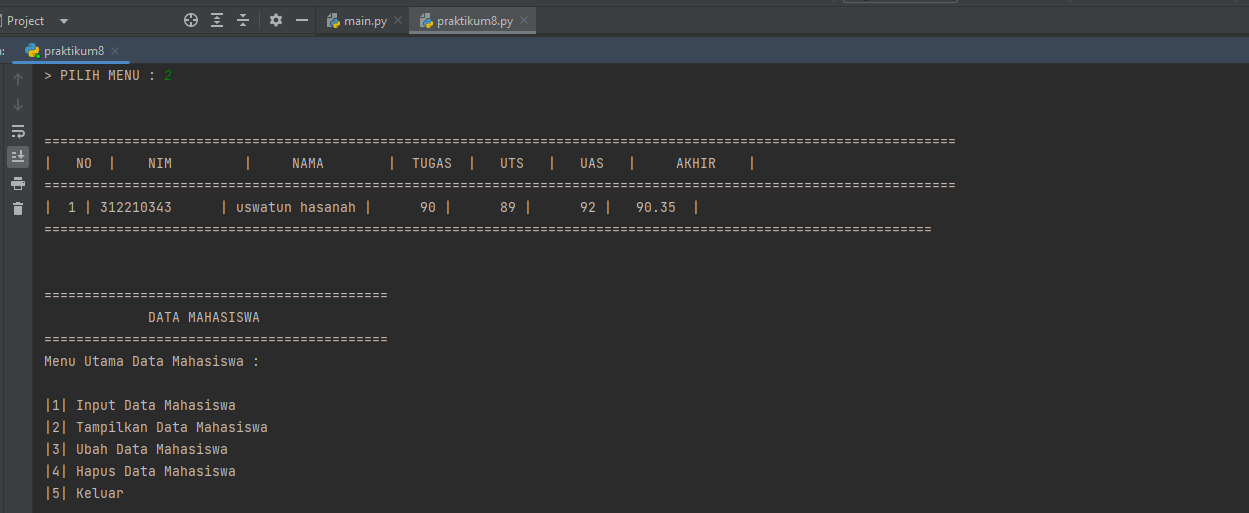 Project main.py praktikum8.py
praktikum8
> PILIH MENU : 2
==================================================================================================================
|   NO  |    NIM         |     NAMA        |  TUGAS  |   UTS   |   UAS   |     AKHIR    |
==================================================================================================================
|  1 | 312210343      | uswatun hasanah |      90 |      89 |      92 |   90.35  |
===============================================================================================================
===========================================
             DATA MAHASISWA
===========================================
Menu Utama Data Mahasiswa :
|1| Input Data Mahasiswa
|2| Tampilkan Data Mahasiswa
|3| Ubah Data Mahasiswa
|4| Hapus Data Mahasiswa
|5| Keluar